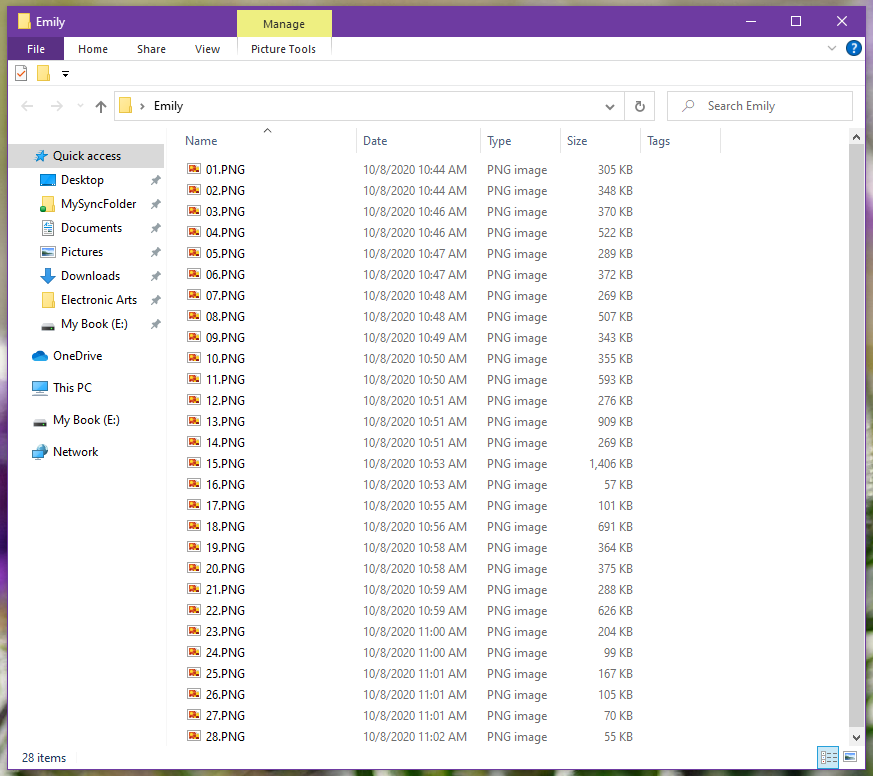 Emily
Manage
File Home Share View Picture Tools
?
Emily
Search Emily
Name Date Type Size Tags
Quick access
Desktop
MySyncFolder
Documents
Pictures
Downloads
Electronic Arts
My Book (E:)
OneDrive
This PC
My Book (E:)
Network
01.PNG 10/8/2020 10:44 AM PNG image 305 KB
02.PNG 10/8/2020 10:44 AM PNG image 348 KB
03.PNG 10/8/2020 10:46 AM PNG image 370 KB
04.PNG 10/8/2020 10:46 AM PNG image 522 KB
05.PNG 10/8/2020 10:47 AM PNG image 289 KB
06.PNG 10/8/2020 10:47 AM PNG image 372 KB
07.PNG 10/8/2020 10:48 AM PNG image 269 KB
08.PNG 10/8/2020 10:48 AM PNG image 507 KB
09.PNG 10/8/2020 10:49 AM PNG image 343 KB
10.PNG 10/8/2020 10:50 AM PNG image 355 KB
11.PNG 10/8/2020 10:50 AM PNG image 593 KB
12.PNG 10/8/2020 10:51 AM PNG image 276 KB
13.PNG 10/8/2020 10:51 AM PNG image 909 KB
14.PNG 10/8/2020 10:51 AM PNG image 269 KB
15.PNG 10/8/2020 10:53 AM PNG image 1,406 KB
16.PNG 10/8/2020 10:53 AM PNG image 57 KB
17.PNG 10/8/2020 10:55 AM PNG image 101 KB
18.PNG 10/8/2020 10:56 AM PNG image 691 KB
19.PNG 10/8/2020 10:58 AM PNG image 364 KB
20.PNG 10/8/2020 10:58 AM PNG image 375 KB
21.PNG 10/8/2020 10:59 AM PNG image 288 KB
22.PNG 10/8/2020 10:59 AM PNG image 626 KB
23.PNG 10/8/2020 11:00 AM PNG image 204 KB
24.PNG 10/8/2020 11:00 AM PNG image 99 KB
25.PNG 10/8/2020 11:01 AM PNG image 167 KB
26.PNG 10/8/2020 11:01 AM PNG image 105 KB
27.PNG 10/8/2020 11:01 AM PNG image 70 KB
28.PNG 10/8/2020 11:02 AM PNG image 55 KB
28 items